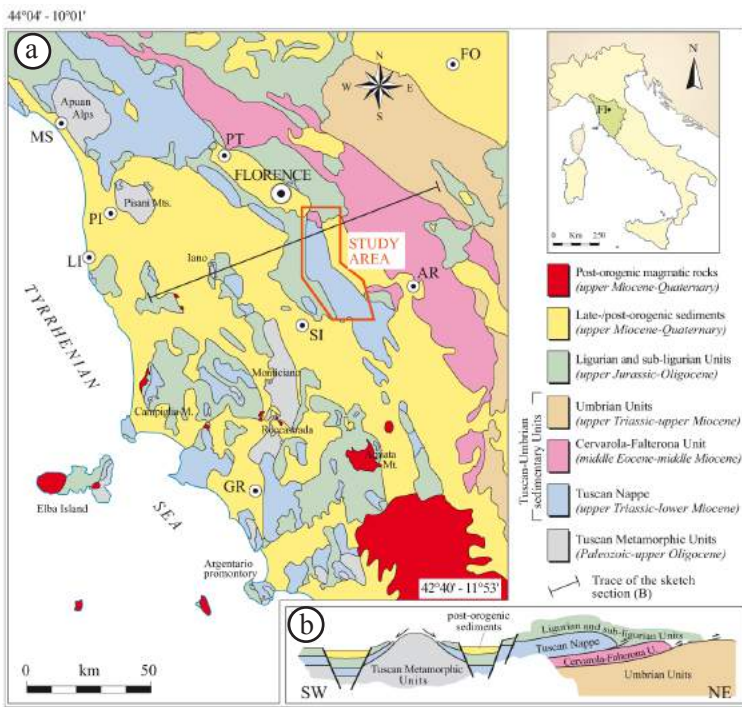 44°04' - 10°01'
a
FO
N
W E
S
Apuan
Alps
MS
PT
FLORENCE
Pisani Mts.
PI
STUDY
AREA
LI
Iano
AR
TYRRHENIAN
SEA
SI
Monticiano
Campiglia M.
Roccastrada
Amiata
Mt.
Elba Island
GR
Argentario
promontory
42°40' - 11°53'
0 km 50
N
FI
0 Km 250
Post-orogenic magmatic rocks
(upper Miocene-Quaternary)
Late-/post-orogenic sediments
(upper Miocene-Quaternary)
Ligurian and sub-ligurian Units
(upper Jurassic-Oligocene)
Tuscan-Umbrian
sedimentary Units
Umbrian Units
(upper Triassic-upper Miocene)
Cervarola-Falterona Unit
(middle Eocene-middle Miocene)
Tuscan Nappe
(upper Triassic-lower Miocene)
Tuscan Metamorphic Units
(Paleozoic-upper Oligocene)
Trace of the sketch
section (B)
b
post-orogenic
sediments
Ligurian and sub-ligurian Units
Tuscan Nappe
Cervarola-Falterona U.
Tuscan Metamorphic
Units
Umbrian Units
SW NE